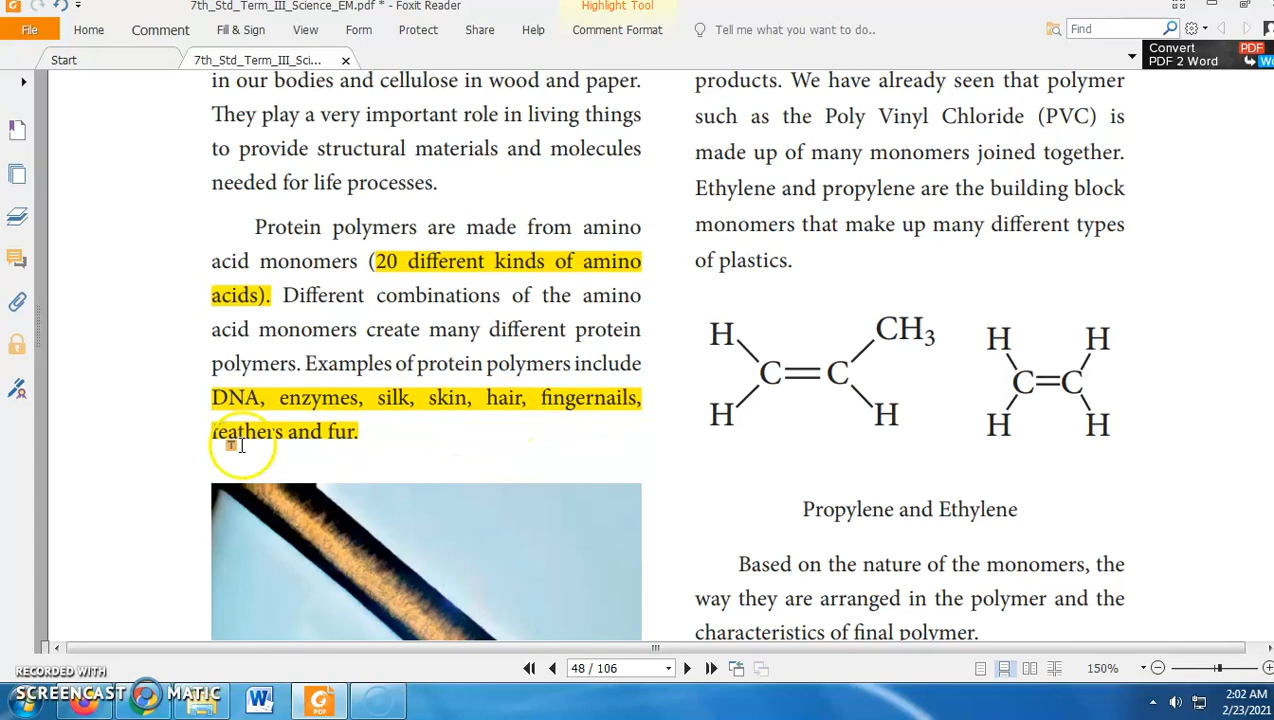 7th_Std_Term_III_Science_EM.pdf * - Foxit Reader
Highlight Tool
File Home Comment Fill & Sign View Form Protect Share Help Comment Format Tell me what you want to do.. Find
Start 7th_Std_Term_III_Sci... Convert PDF
PDF 2 Word
in our bodies and cellulose in wood and paper.
They play a very important role in living things
to provide structural materials and molecules
needed for life processes.
Protein polymers are made from amino
acid monomers (20 different kinds of amino
acids). Different combinations of the amino
acid monomers create many different protein
polymers. Examples of protein polymers include
DNA, enzymes, silk, skin, hair, fingernails,
feathers and fur.
products. We have already seen that polymer
such as the Poly Vinyl Chloride (PVC) is
made up of many monomers joined together.
Ethylene and propylene are the building block
monomers that make up many different types
of plastics.
H CH3 H H
C C C C
H H H H
Propylene and Ethylene
Based on the nature of the monomers, the
way they are arranged in the polymer and the
characteristics of final polymer.
48 / 106 150%
RECORDED WITH
SCREENCAST MATIC
2:02 AM
2/23/2021